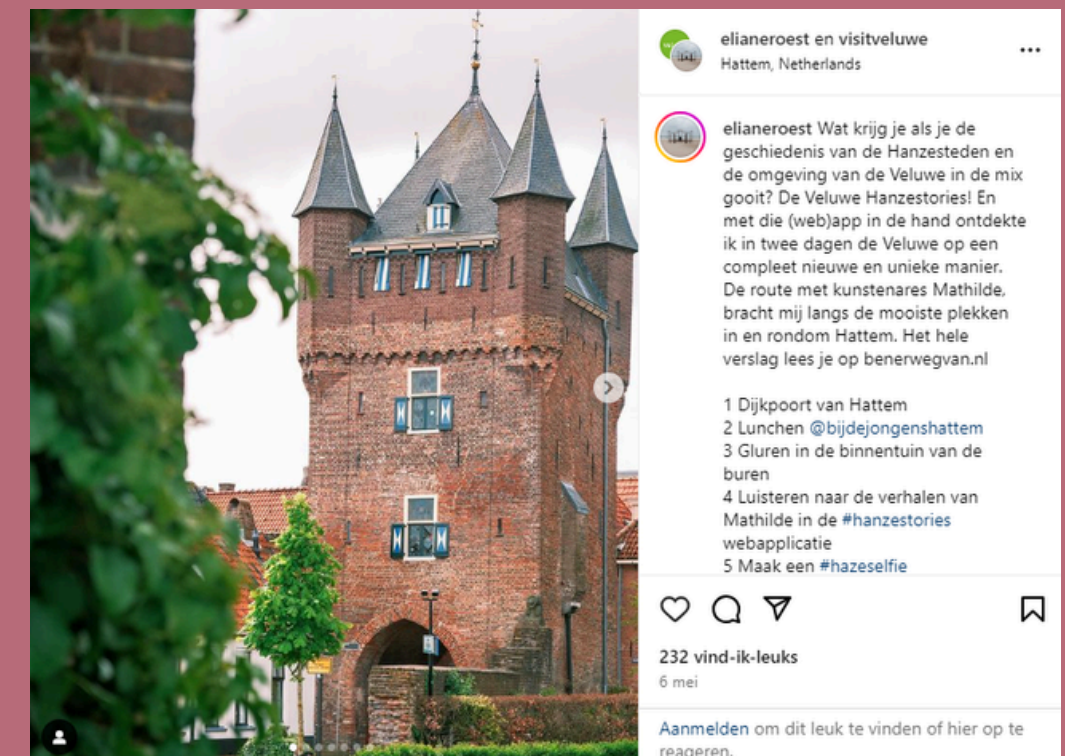 elianeroest en visitveluwe
Hattem, Netherlands
elianeroest Wat krijg je als je de
geschiedenis van de Hanzesteden en
de omgeving van de Veluwe in de mix
gooit? De Veluwe Hanzestories! En
met die (web)app in de hand ontdekte
ik in twee dagen de Veluwe op een
compleet nieuwe en unieke manier.
De route met kunstenares Mathilde,
bracht mij langs de mooiste plekken
in en rondom Hattem. Het hele
verslag lees je op benerwegvan.nl
1 Dijkpoort van Hattem
2 Lunchen @bijdejongenshattem
3 Gluren in de binnentuin van de
buren
4 Luisteren naar de verhalen van
Mathilde in de #hanzestories
webapplicatie
5 Maak een #hazeselfie
232 vind-ik-leuks
6 mei
Aanmelden om dit leuk te vinden of hier op te
reageren.